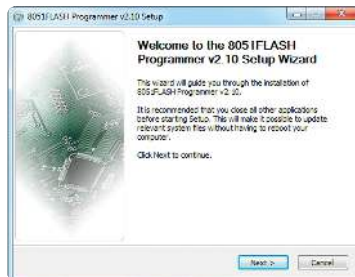 8051FLASH Programmer v2.10 Setup
Welcome to the 8051FLASH
Programmer v2.10 Setup Wizard
This wizard will guide you through the installation of
8051FLASH Programmer v2.10.
It is recommended that you close all other applications
before starting Setup. This will make it possible to update
relevant system files without having to reboot your
computer.
Click Next to continue.
Next >
Cancel